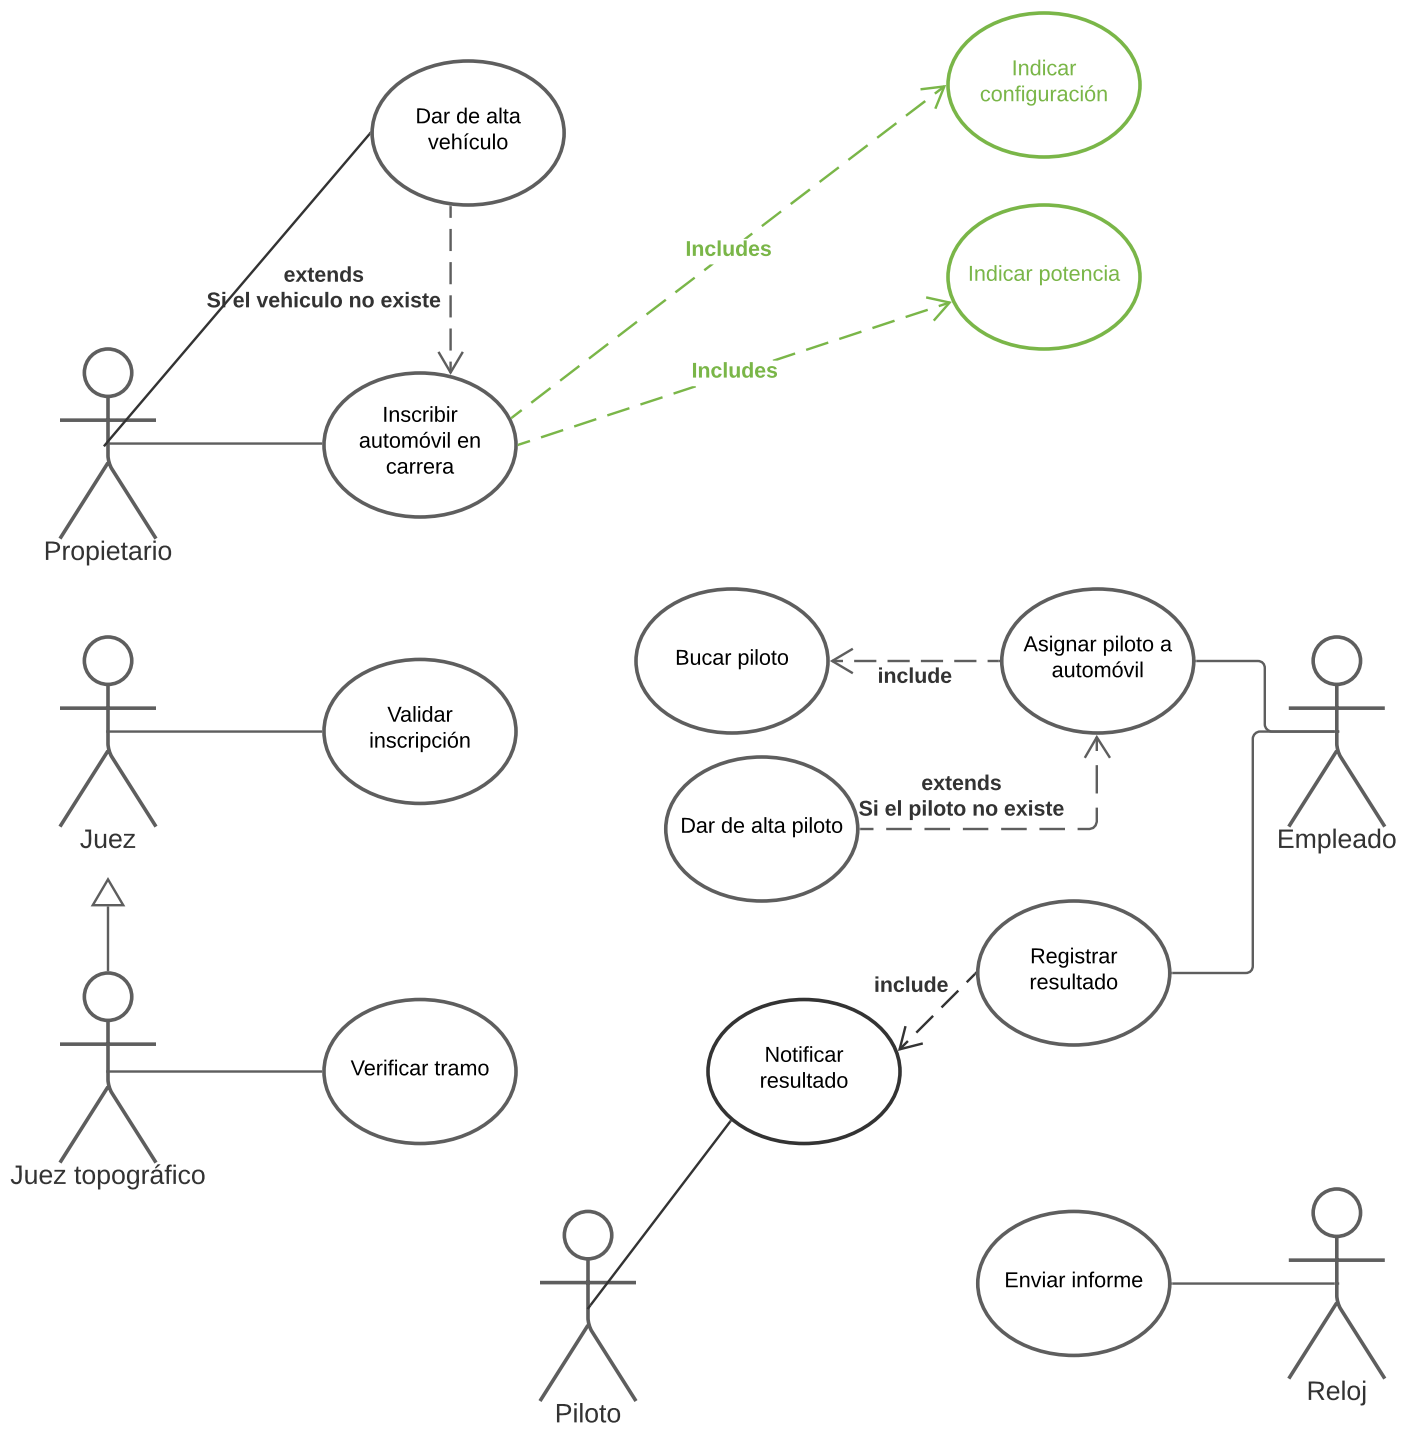 Indicar
configuración
Dar de alta
vehículo
Includes
extends
Si el vehiculo no existe
Indicar potencia
Includes
Inscribir
automóvil en
carrera
Propietario
Bucar piloto
include
Asignar piloto a
automóvil
Validar
inscripción
extends
Si el piloto no existe
Dar de alta piloto
Juez
Empleado
Registrar
resultado
include
Notificar
resultado
Verificar tramo
Juez topográfico
Enviar informe
Reloj
Piloto